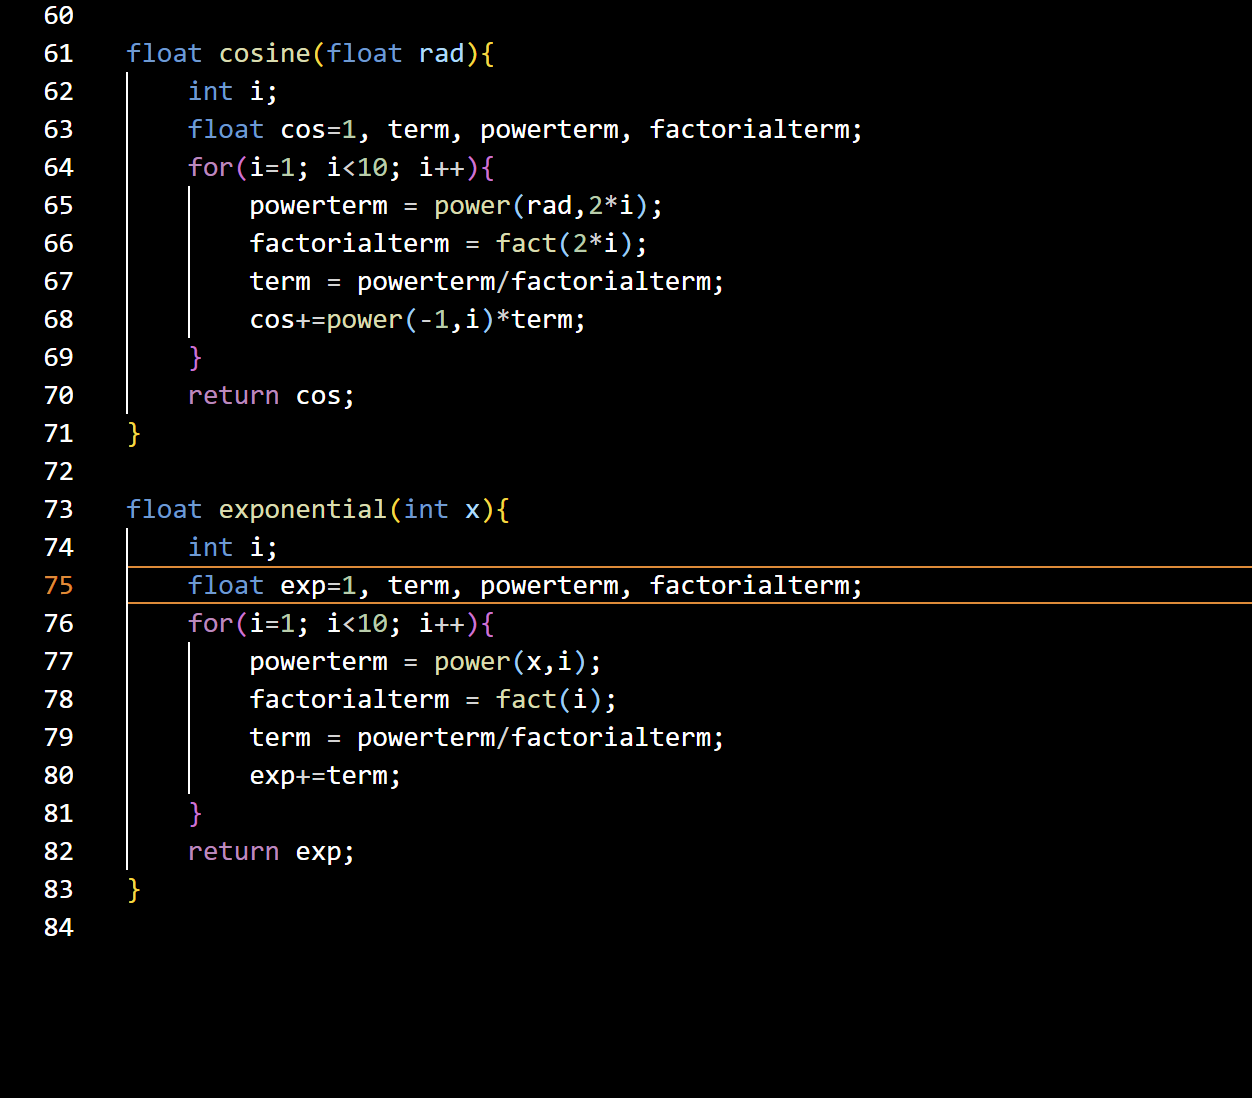 60
61 float cosine(float rad){
62     int i;
63     float cos=1, term, powerterm, factorialterm;
64     for(i=1; i<10; i++){
65         powerterm = power(rad,2*i);
66         factorialterm = fact(2*i);
67         term = powerterm/factorialterm;
68         cos+=power(-1,i)*term;
69     }
70     return cos;
71 }
72
73 float exponential(int x){
74     int i;
75     float exp=1, term, powerterm, factorialterm;
76     for(i=1; i<10; i++){
77         powerterm = power(x,i);
78         factorialterm = fact(i);
79         term = powerterm/factorialterm;
80         exp+=term;
81     }
82     return exp;
83 }
84